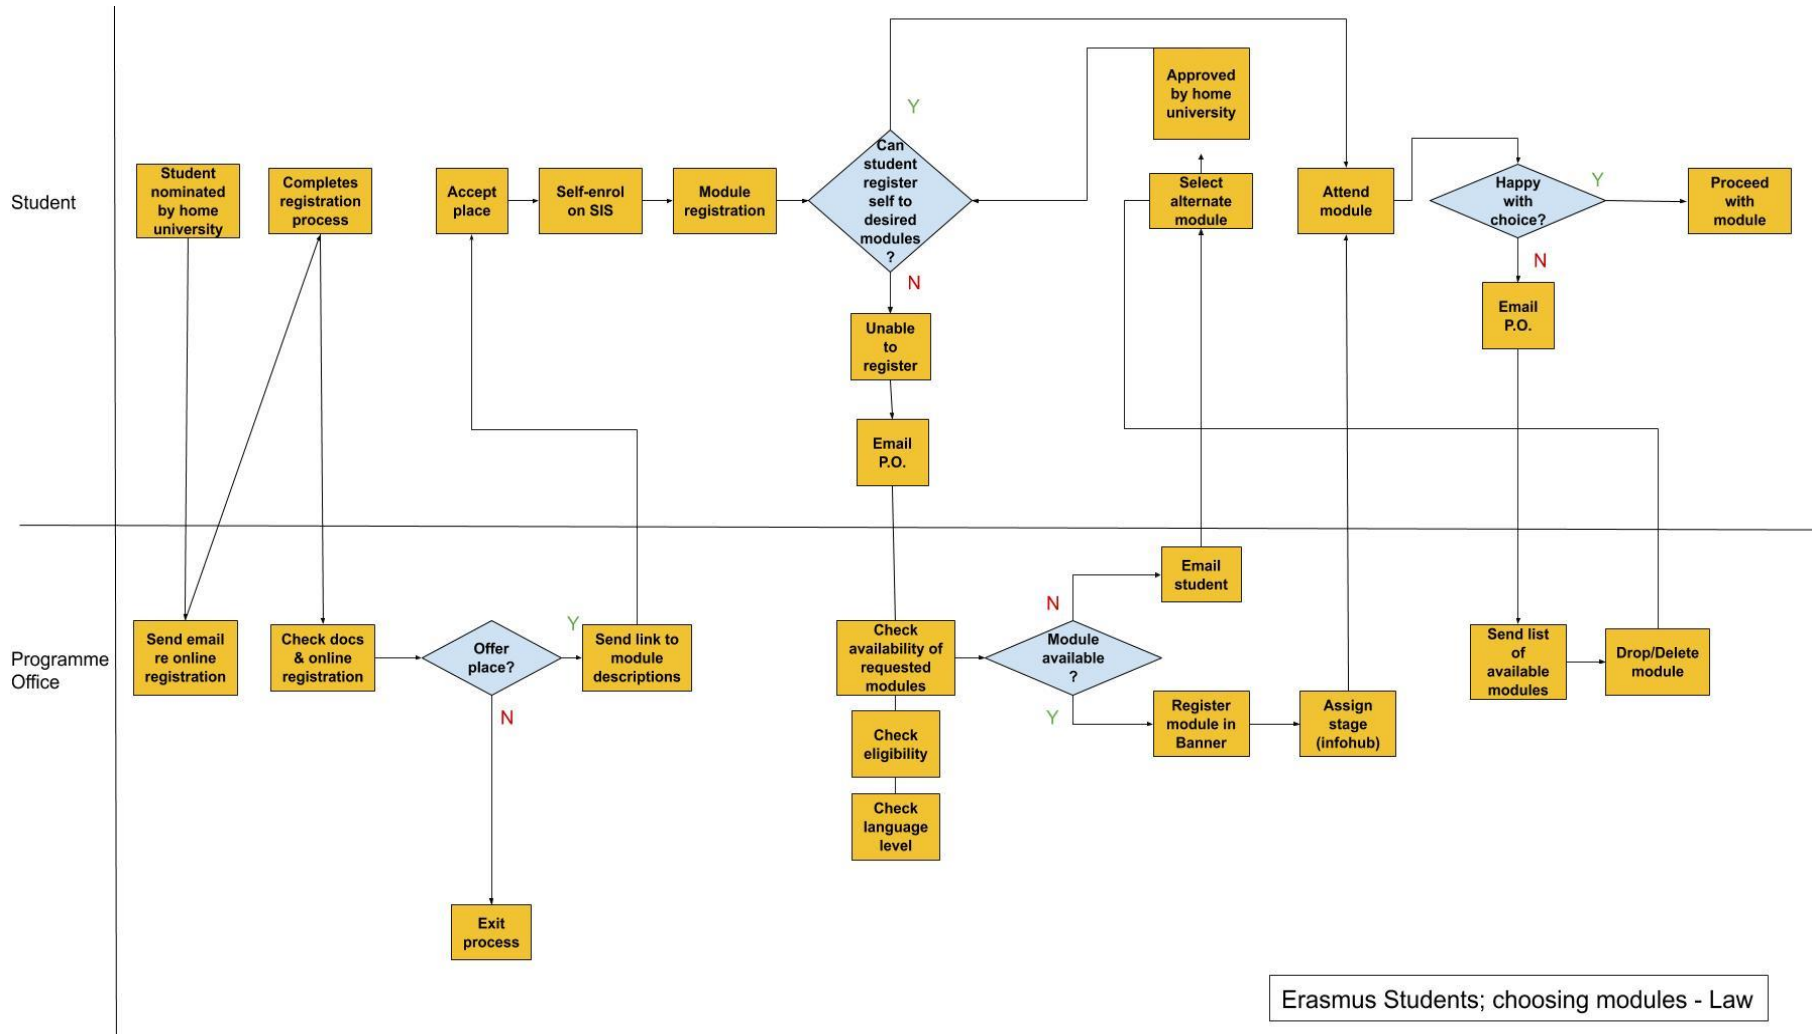 Student
Programme
Office
Student
nominated
by home
university
Completes
registration
process
Accept
place
Self-enrol
on SIS
Module
registration
Can
student
register
self to
desired
modules
?
Y
N
Unable
to
register
Email
P.O.
Approved
by home
university
Select
alternate
module
Attend
module
Happy
with
choice?
Y
N
Proceed
with
module
Email
P.O.
Send email
re online
registration
Check docs
& online
registration
Offer
place?
Y
N
Send link to
module
descriptions
Exit
process
Check
availability of
requested
modules
Check
eligibility
Check
language
level
Module
available
?
N
Y
Email
student
Register
module in
Banner
Assign
stage
(infohub)
Send list
of
available
modules
Drop/Delete
module
Erasmus Students; choosing modules - Law